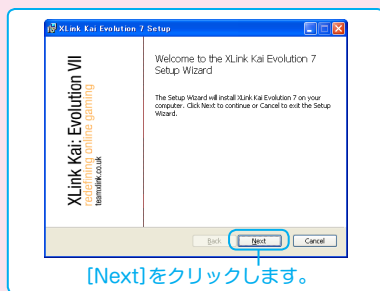 XLink Kai Evolution 7 Setup
XLink Kai: Evolution VII
redefining online gaming
teamxlink.co.uk
Welcome to the XLink Kai Evolution 7
Setup Wizard
The Setup Wizard will install XLink Kai Evolution 7 on your
computer. Click Next to continue or Cancel to exit the Setup
Wizard.
Back Next Cancel
[Next]をクリックします。